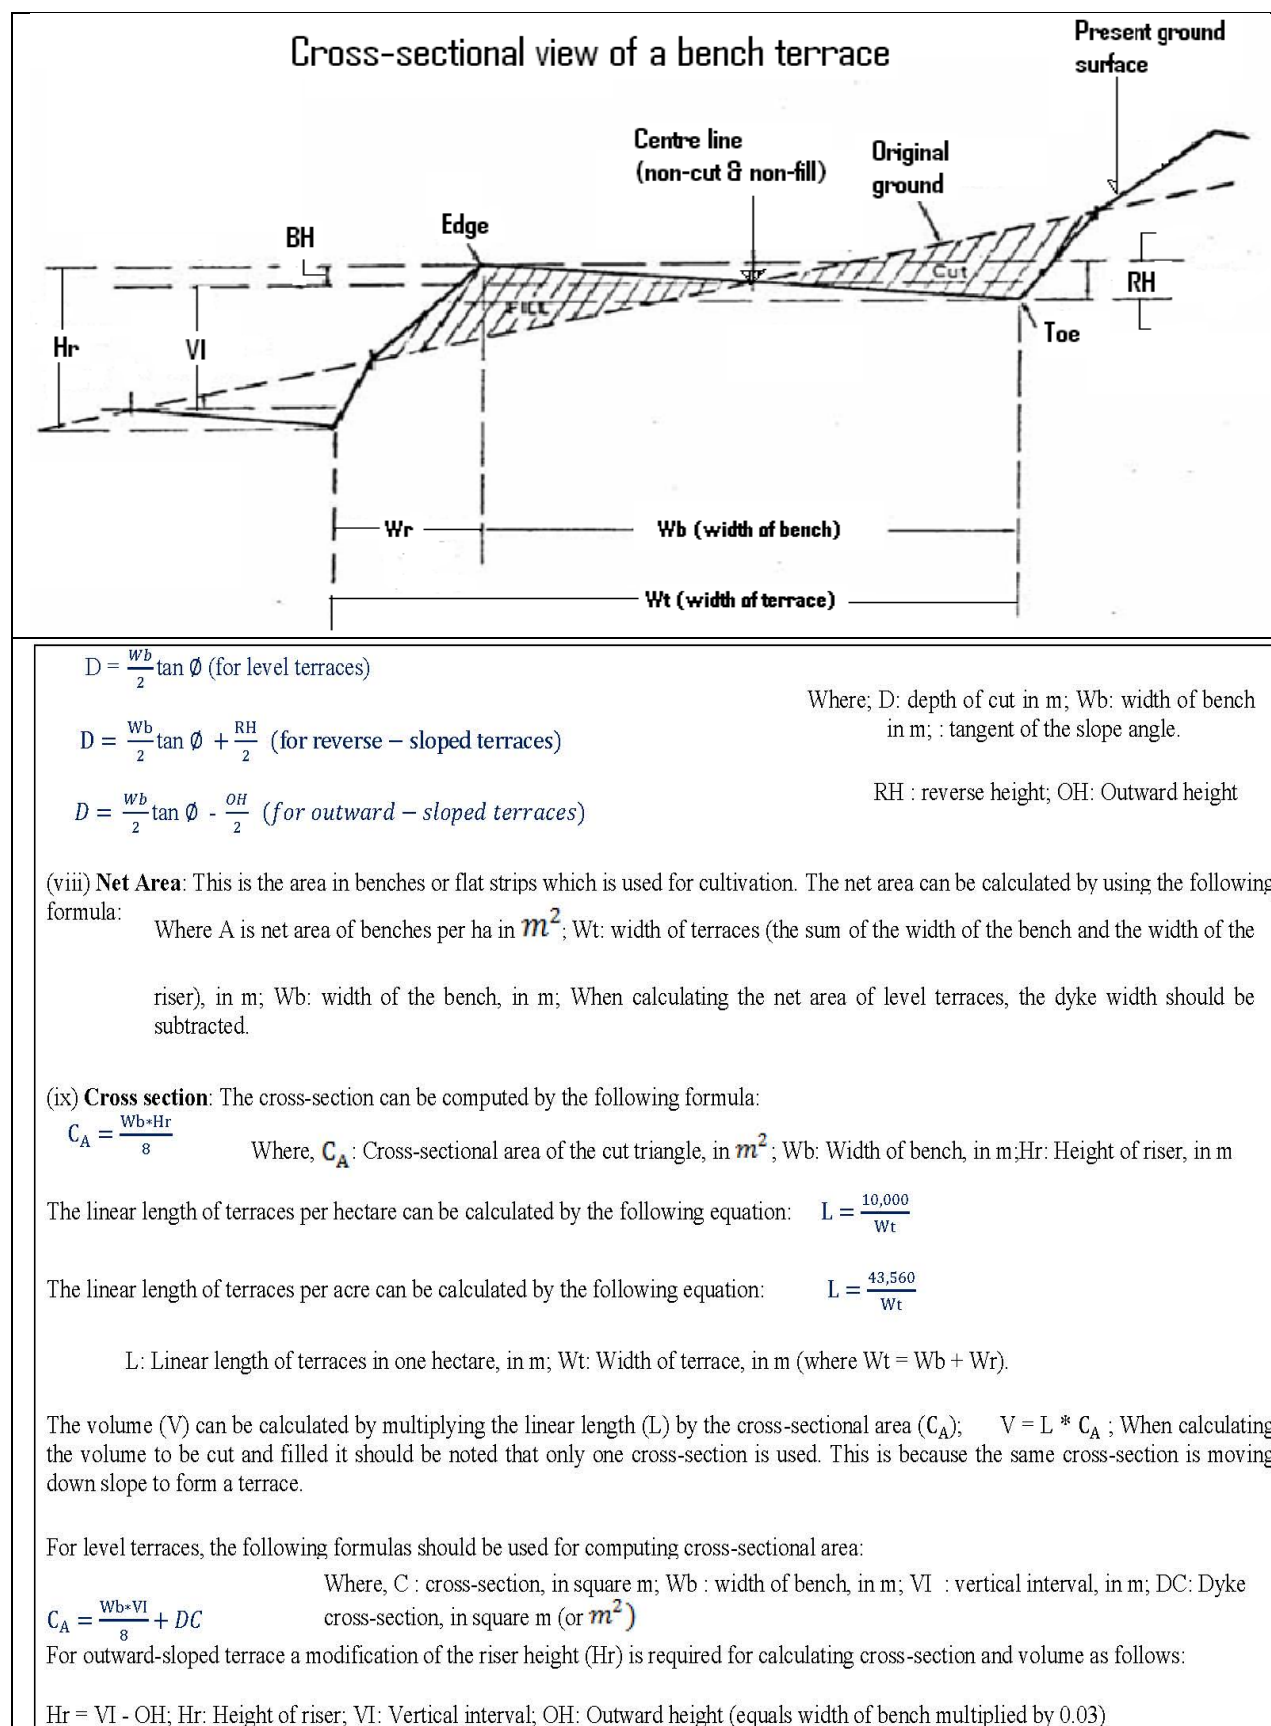 Cross-sectional view of a bench terrace
Present ground
surface
Centre line
(non-cut & non-fill)
Original
ground
Edge
BH
Cut
RH
FILL
Toe
Hr
VI
Wr
Wb (width of bench)
Wt (width of terrace)
D = Wb/2 tan Ø (for level terraces)
Where; D: depth of cut in m; Wb: width of bench
in m; : tangent of the slope angle.
D = Wb/2 tan Ø + RH/2 (for reverse – sloped terraces)
RH : reverse height; OH: Outward height
D = Wb/2 tan Ø - OH/2 (for outward – sloped terraces)
(viii) Net Area: This is the area in benches or flat strips which is used for cultivation. The net area can be calculated by using the following
formula:
Where A is net area of benches per ha in m²; Wt: width of terraces (the sum of the width of the bench and the width of the
riser), in m; Wb: width of the bench, in m; When calculating the net area of level terraces, the dyke width should be
subtracted.
(ix) Cross section: The cross-section can be computed by the following formula:
C_A = Wb*Hr/8
Where, C_A: Cross-sectional area of the cut triangle, in m²; Wb: Width of bench, in m;Hr: Height of riser, in m
The linear length of terraces per hectare can be calculated by the following equation: L = 10,000/Wt
The linear length of terraces per acre can be calculated by the following equation: L = 43,560/Wt
L: Linear length of terraces in one hectare, in m; Wt: Width of terrace, in m (where Wt = Wb + Wr).
The volume (V) can be calculated by multiplying the linear length (L) by the cross-sectional area (C_A); V = L * C_A ; When calculating
the volume to be cut and filled it should be noted that only one cross-section is used. This is because the same cross-section is moving
down slope to form a terrace.
For level terraces, the following formulas should be used for computing cross-sectional area:
Where, C : cross-section, in square m; Wb : width of bench, in m; VI : vertical interval, in m; DC: Dyke
cross-section, in square m (or m²)
C_A = Wb*VI/8 + DC
For outward-sloped terrace a modification of the riser height (Hr) is required for calculating cross-section and volume as follows:
Hr = VI - OH; Hr: Height of riser; VI: Vertical interval; OH: Outward height (equals width of bench multiplied by 0.03)